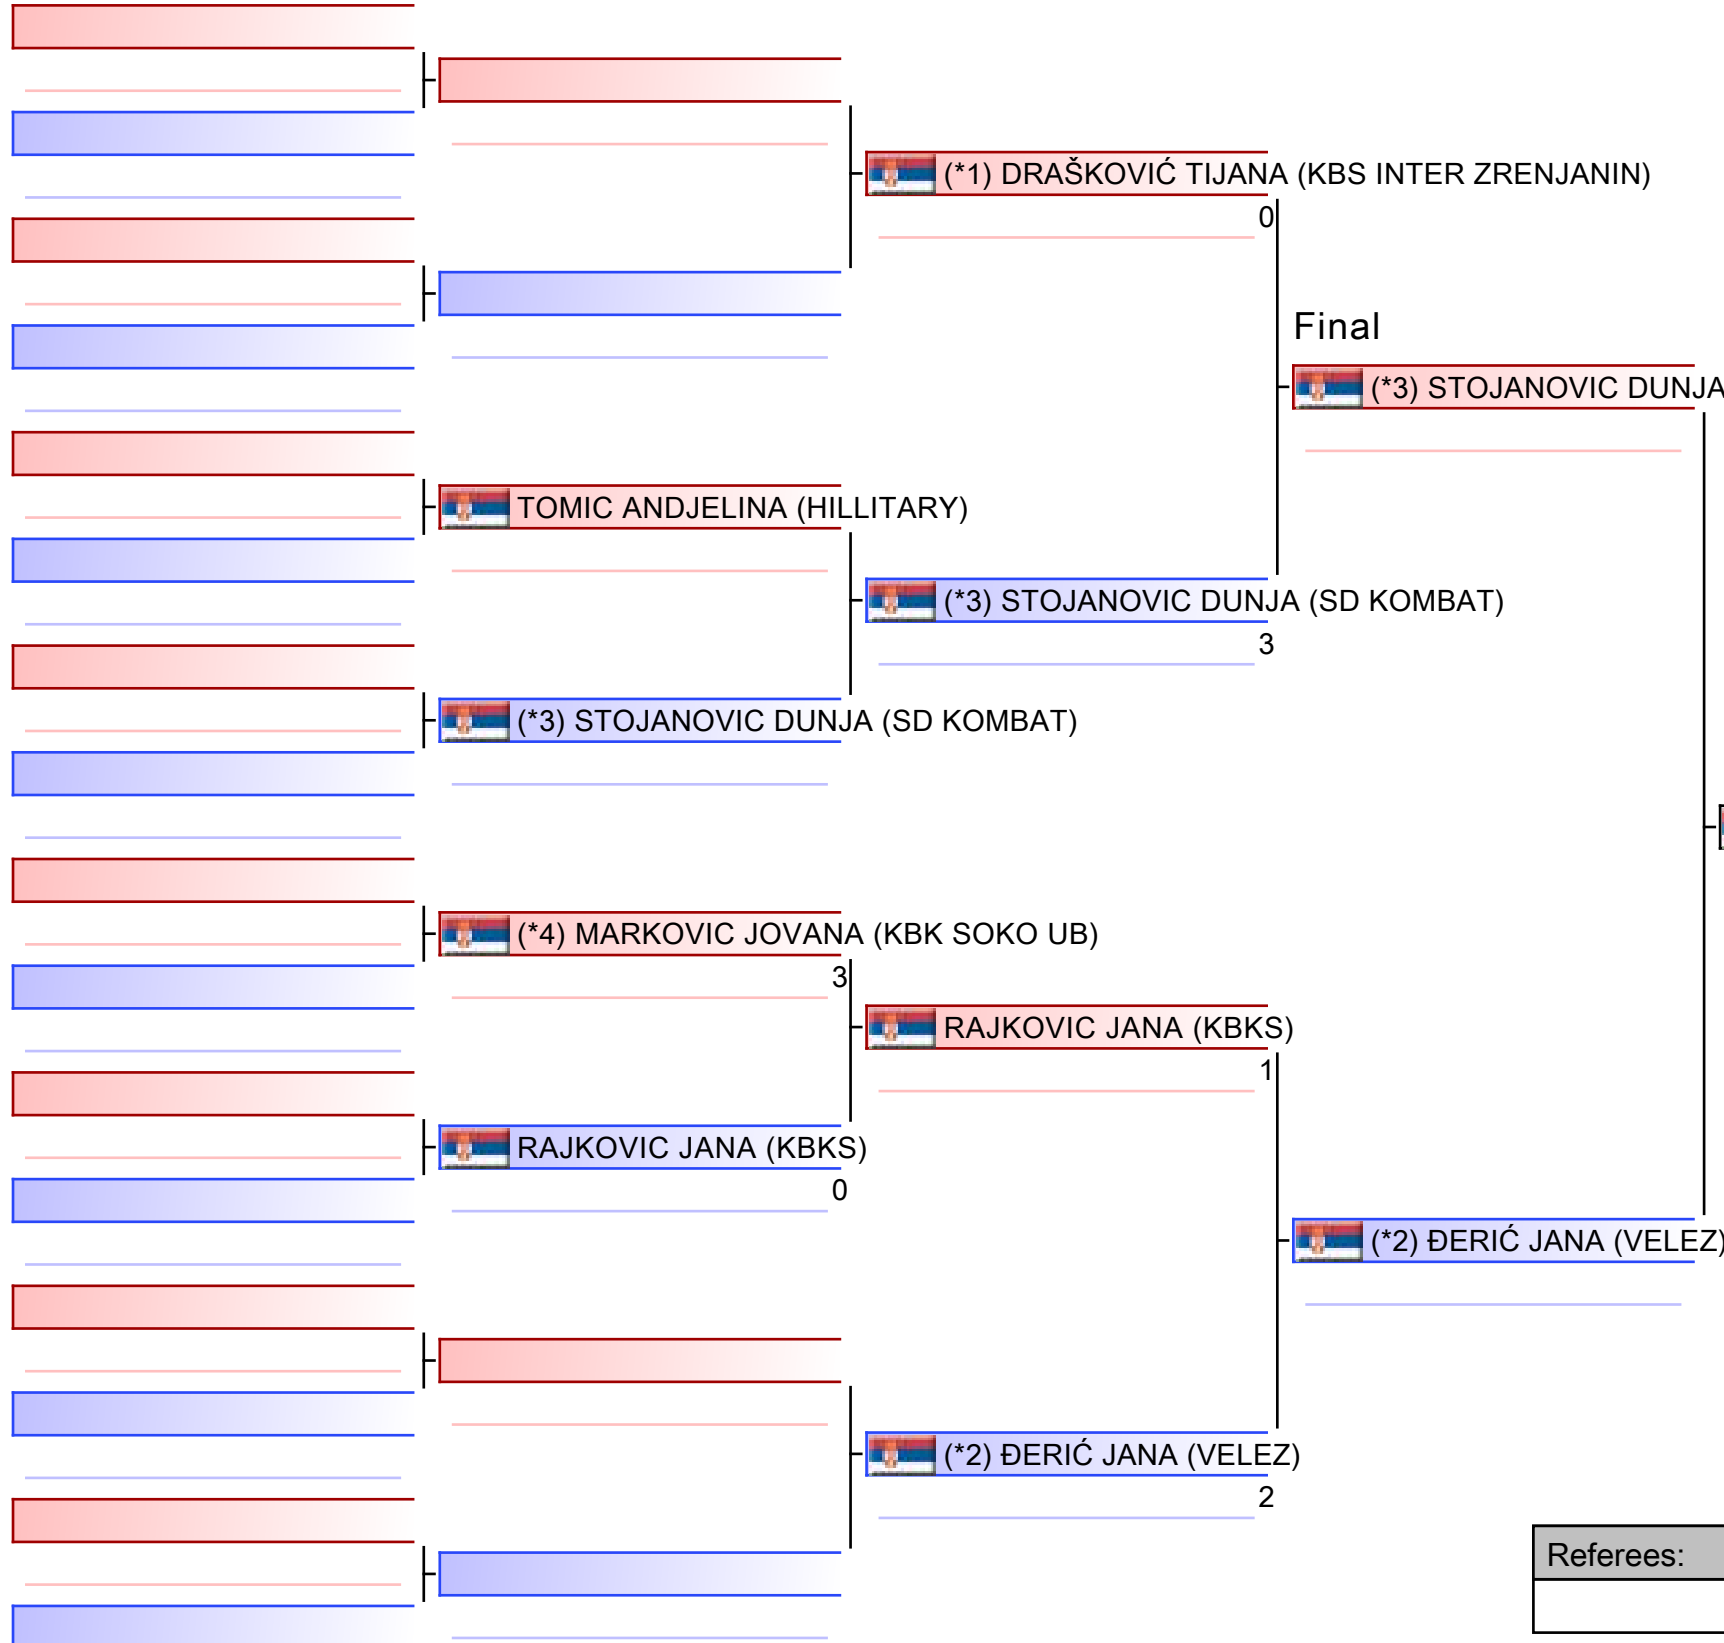 (*1) DRAŠKOVIĆ TIJANA (KBS INTER ZRENJANIN)
0
Final
(*3) STOJANOVIC DUNJA
TOMIC ANDJELINA (HILLITARY)
(*3) STOJANOVIC DUNJA (SD KOMBAT)
3
(*3) STOJANOVIC DUNJA (SD KOMBAT)
(*4) MARKOVIC JOVANA (KBK SOKO UB)
3
RAJKOVIC JANA (KBKS)
1
RAJKOVIC JANA (KBKS)
0
(*2) ĐERIĆ JANA (VELEZ)
(*2) ĐERIĆ JANA (VELEZ)
2
Referees: